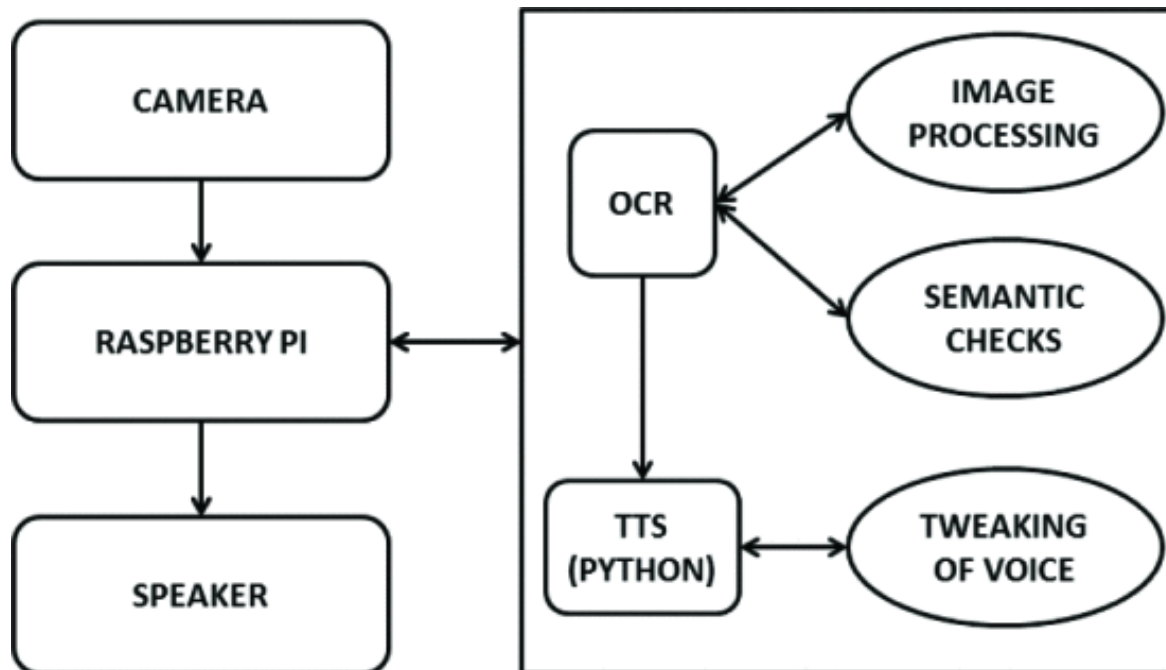 CAMERA
RASPBERRY PI
SPEAKER
OCR
IMAGE
PROCESSING
SEMANTIC
CHECKS
TTS
(PYTHON)
TWEAKING
OF VOICE